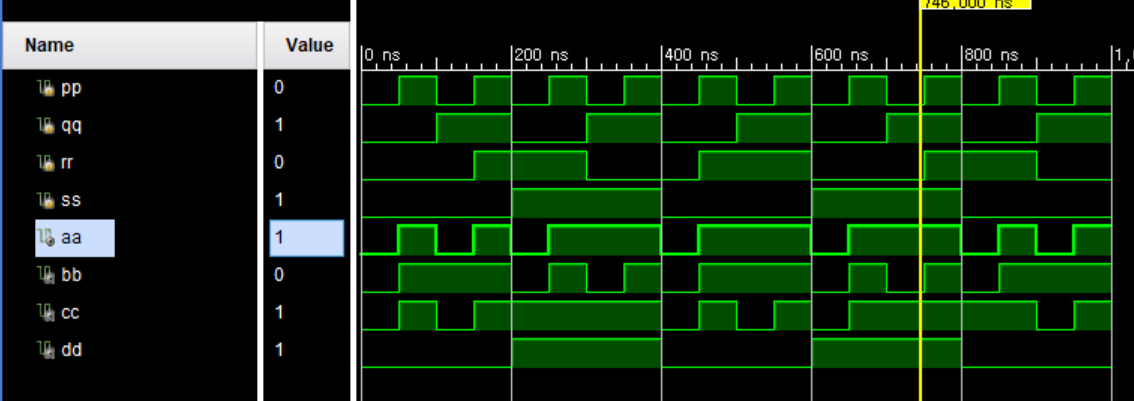 746,000 ns
Name Value
0 ns 200 ns 400 ns 600 ns 800 ns
pp 0
qq 1
rr 0
ss 1
aa 1
bb 0
cc 1
dd 1